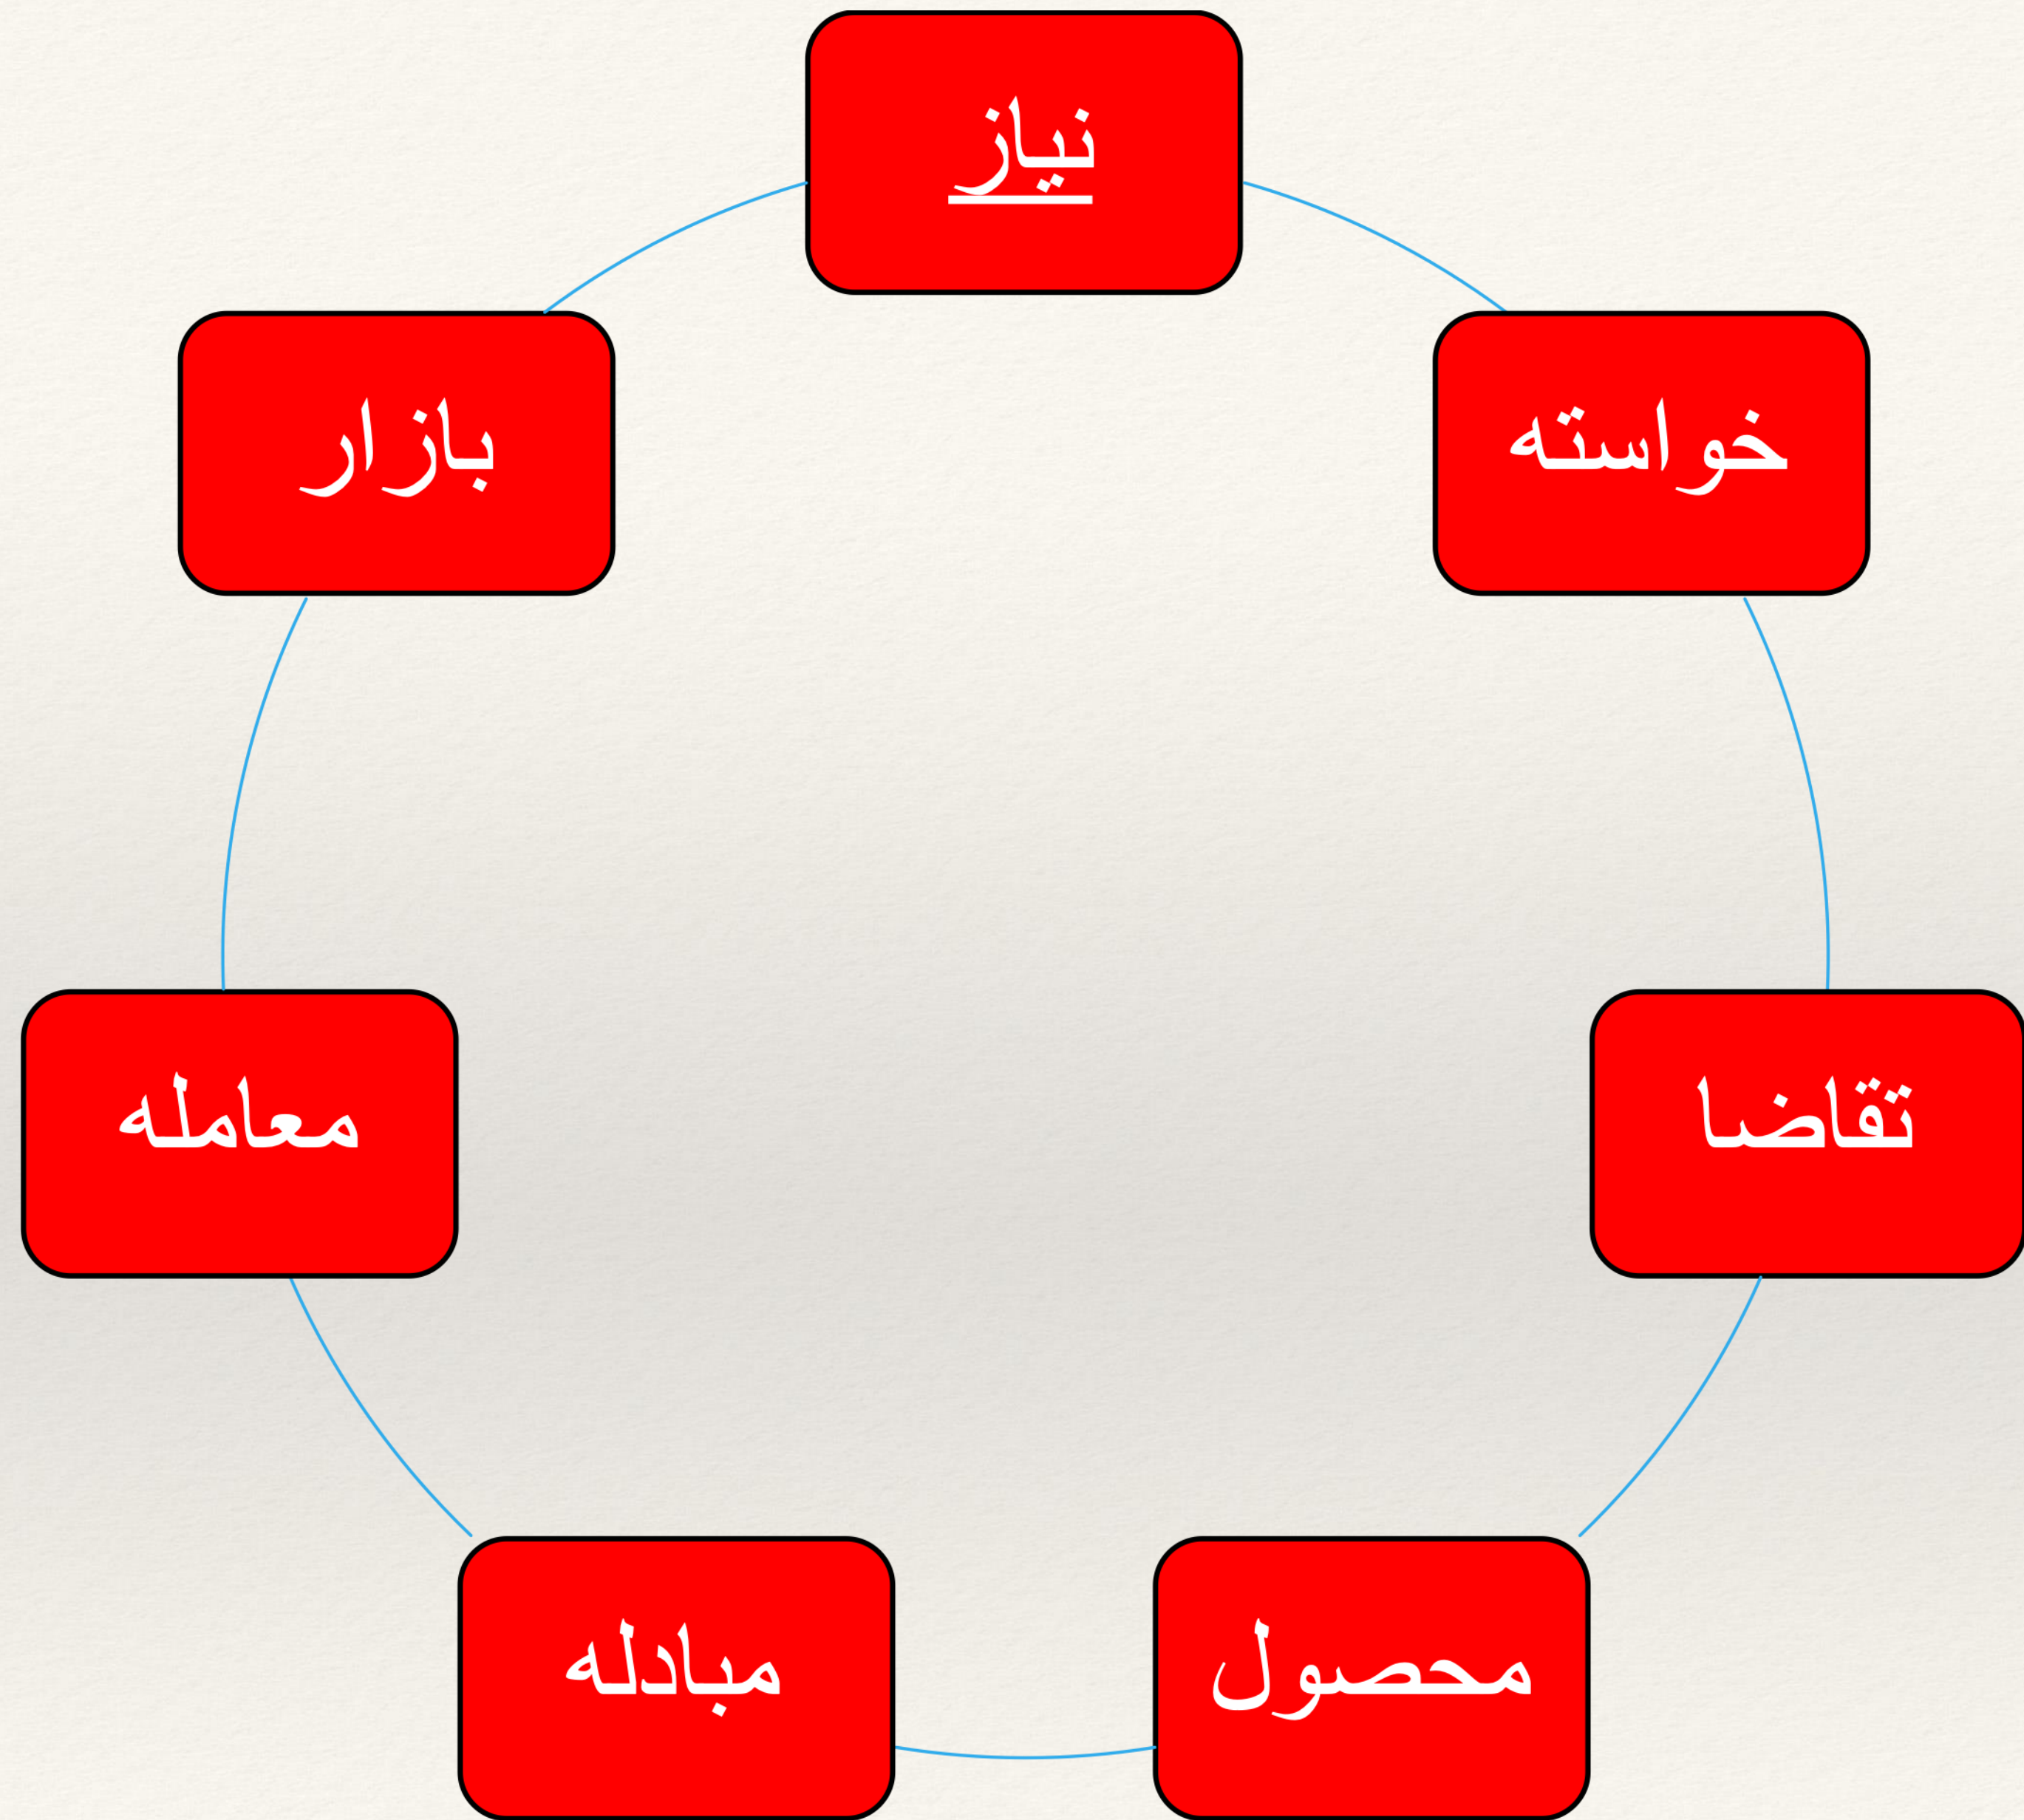 نیاز
خواسته
تقاضا
محصول
مبادله
معامله
بازار